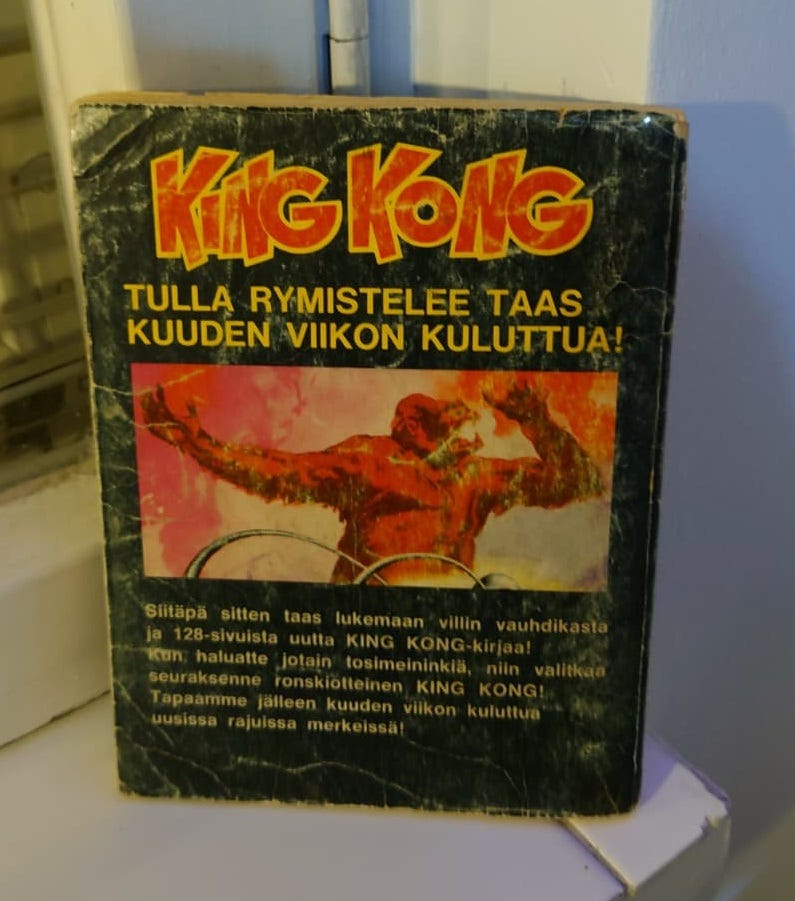 KING KONG
TULLA RYMISTELEE TAAS
KUUDEN VIIKON KULUTTUA!
Siitäpä sitten taas lukemaan villin vauhdikasta
ja 128-sivuista uutta KING KONG-kirjaa!
Kun haluatte jotain tosimeininkiä, niin valitkaa
seuraksenne ronskiotteinen KING KONG!
Tapaamme jälleen kuuden viikon kuluttua
uusissa rajuissa merkeissä!